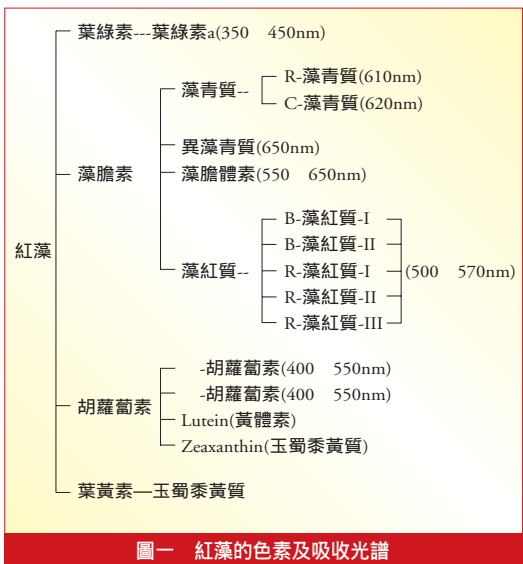 葉綠素---葉綠素a(350 450nm)
R-藻青質(610nm)
藻青質--
C-藻青質(620nm)
異藻青質(650nm)
藻膽素
藻膽體素(550 650nm)
B-藻紅質-I
B-藻紅質-II
紅藻
藻紅質--
R-藻紅質-I
(500 570nm)
R-藻紅質-II
R-藻紅質-III
-胡蘿蔔素(400 550nm)
-胡蘿蔔素(400 550nm)
胡蘿蔔素
Lutein(黃體素)
Zeaxanthin(玉蜀黍黃質)
葉黃素—玉蜀黍黃質
圖一 紅藻的色素及吸收光譜